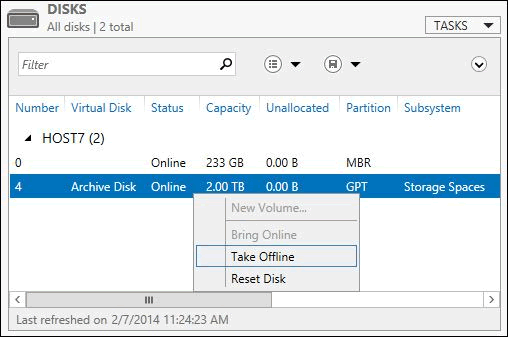 DISKS
All disks | 2 total
TASKS
Filter
Number Virtual Disk Status Capacity Unallocated Partition Subsystem
HOST7 (2)
0 Online 233 GB 0.00 B MBR
4 Archive Disk Online 2.00 TB 0.00 B GPT Storage Spaces
New Volume...
Bring Online
Take Offline
Reset Disk
Last refreshed on 2/7/2014 11:24:23 AM